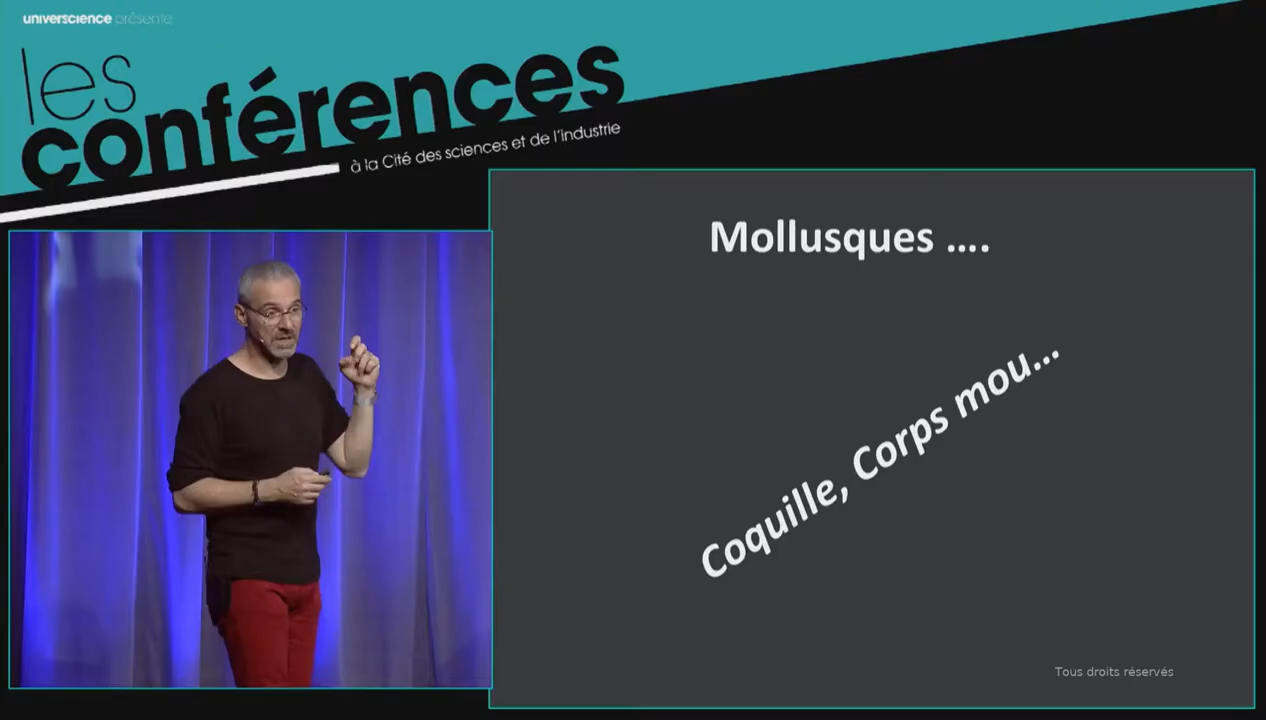 universcience présente
les
conférences
à la Cité des sciences et de l'industrie
Mollusques ....
Coquille, Corps mou...
Tous droits réservés